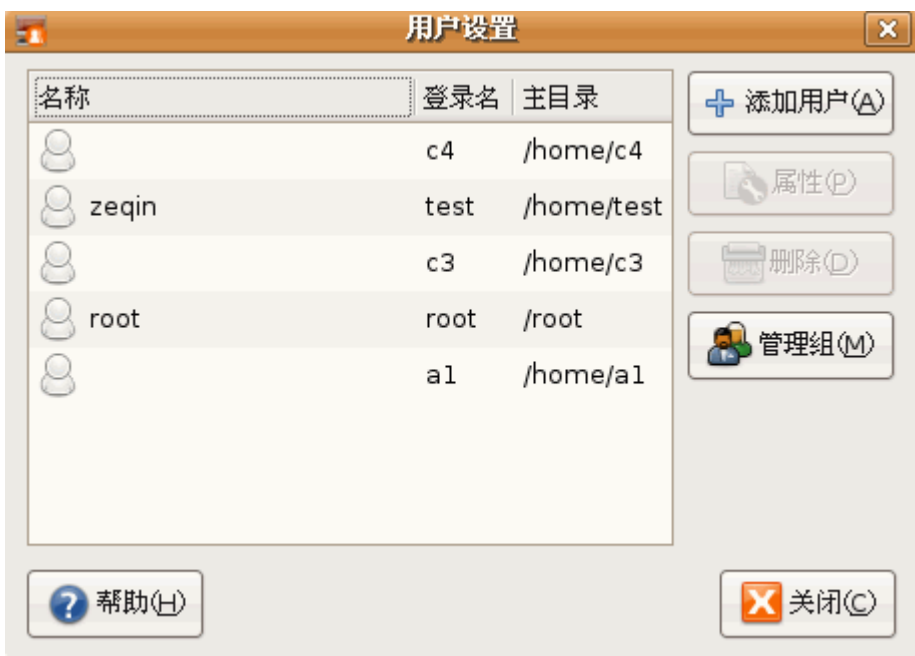 用户设置
名称 登录名 主目录
c4 /home/c4
zeqin test /home/test
c3 /home/c3
root root /root
a1 /home/a1
添加用户(A)
属性(P)
删除(D)
管理组(M)
帮助(H)
关闭(C)